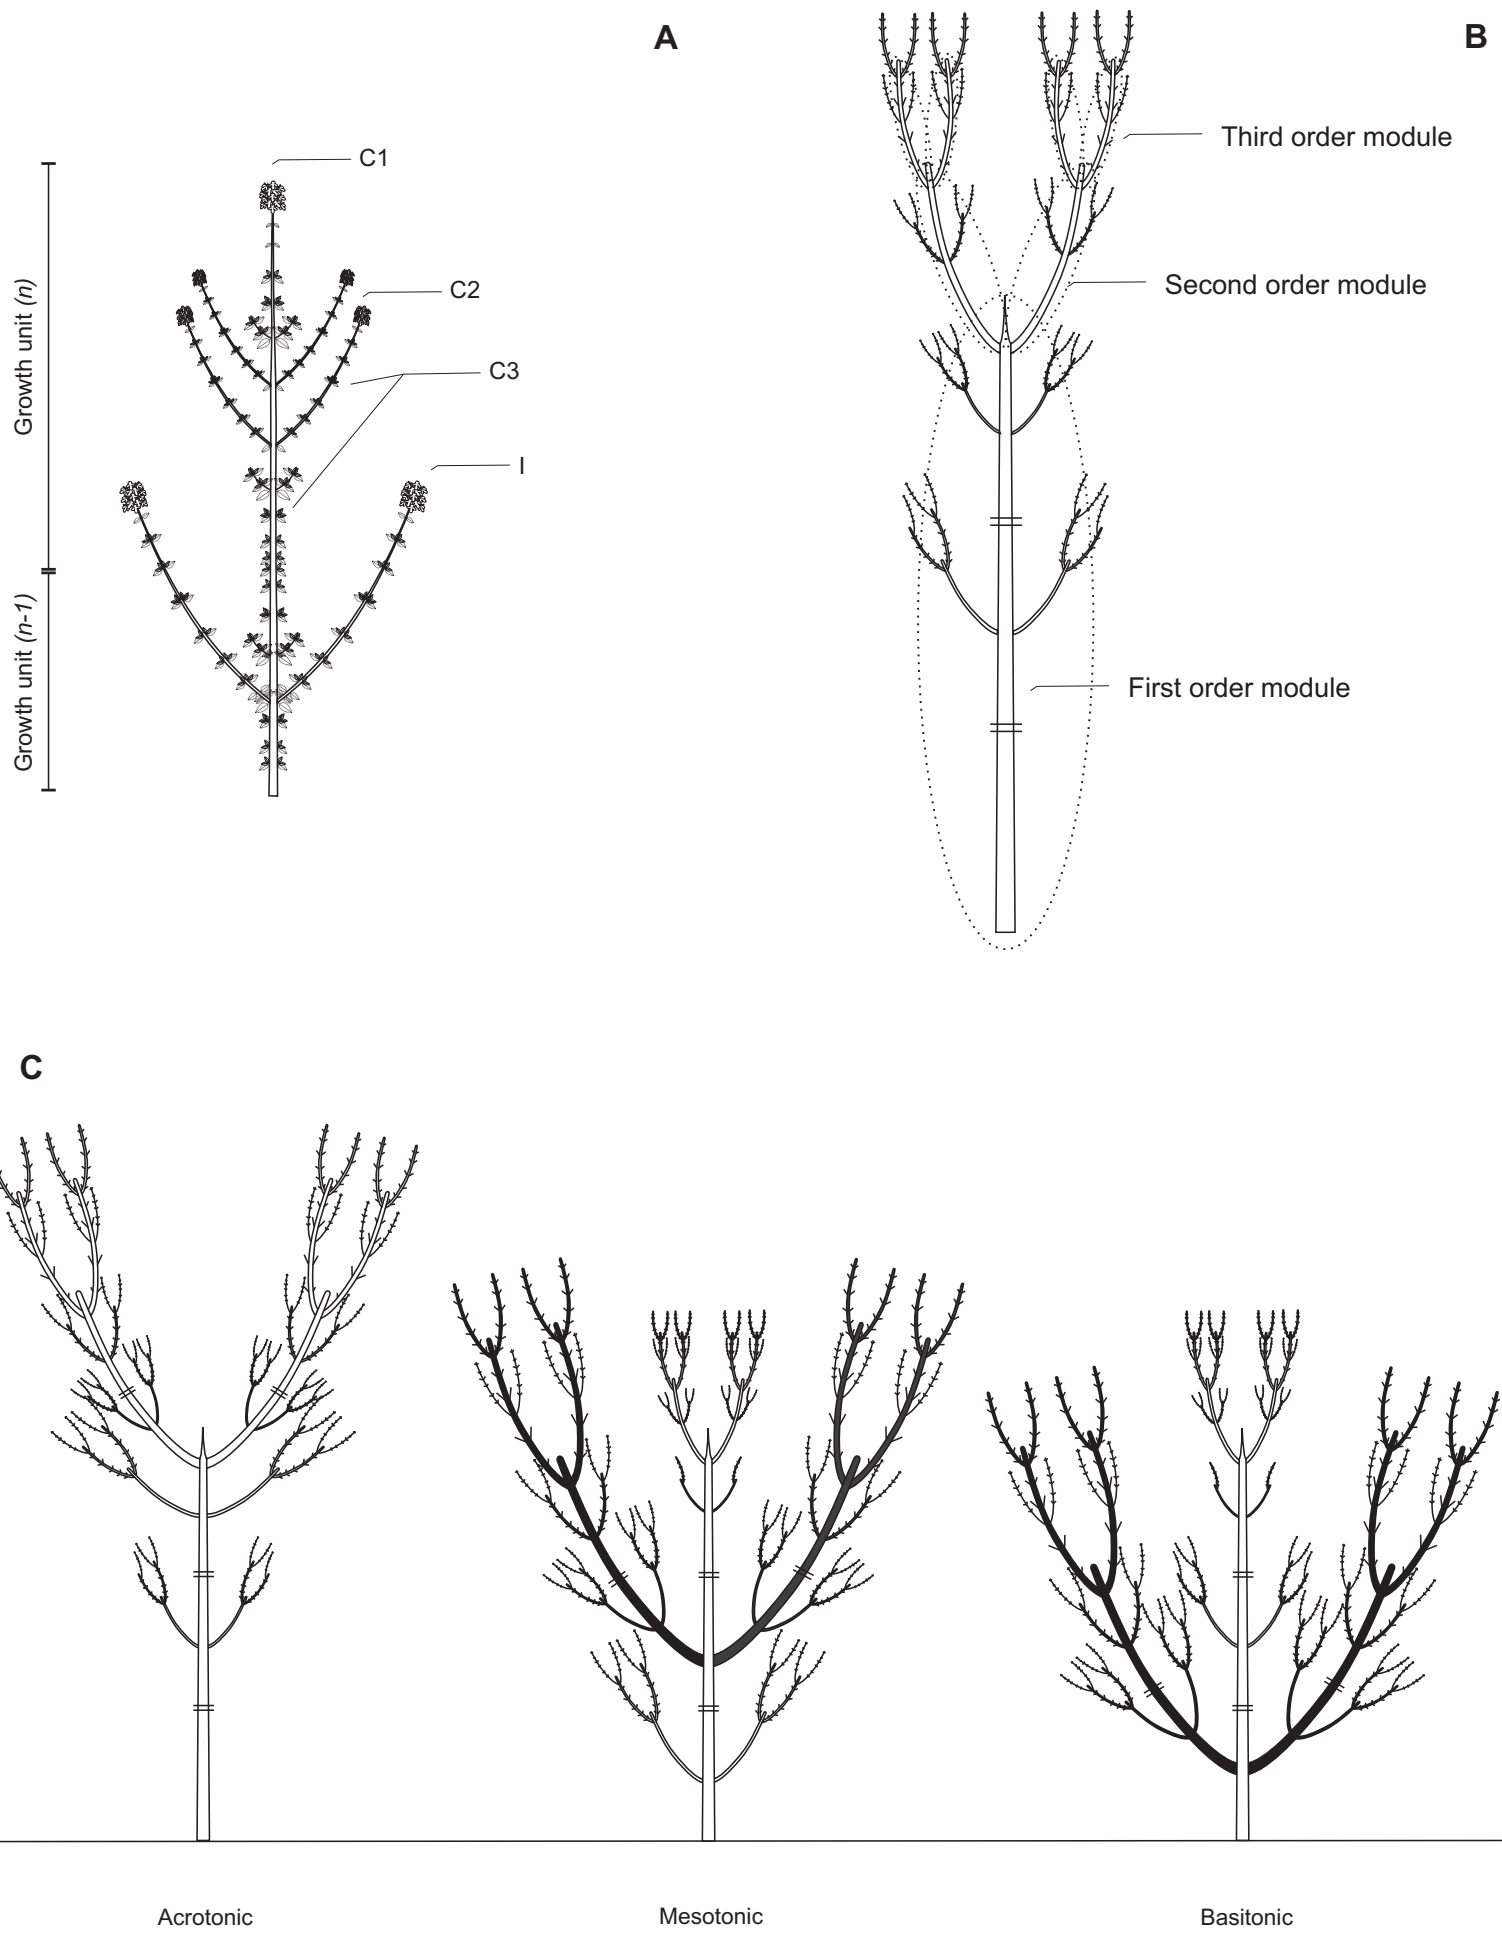 A
C1
C2
C3
I
Growth unit (n)
Growth unit (n-1)
B
Third order module
Second order module
First order module
C
Acrotonic
Mesotonic
Basitonic